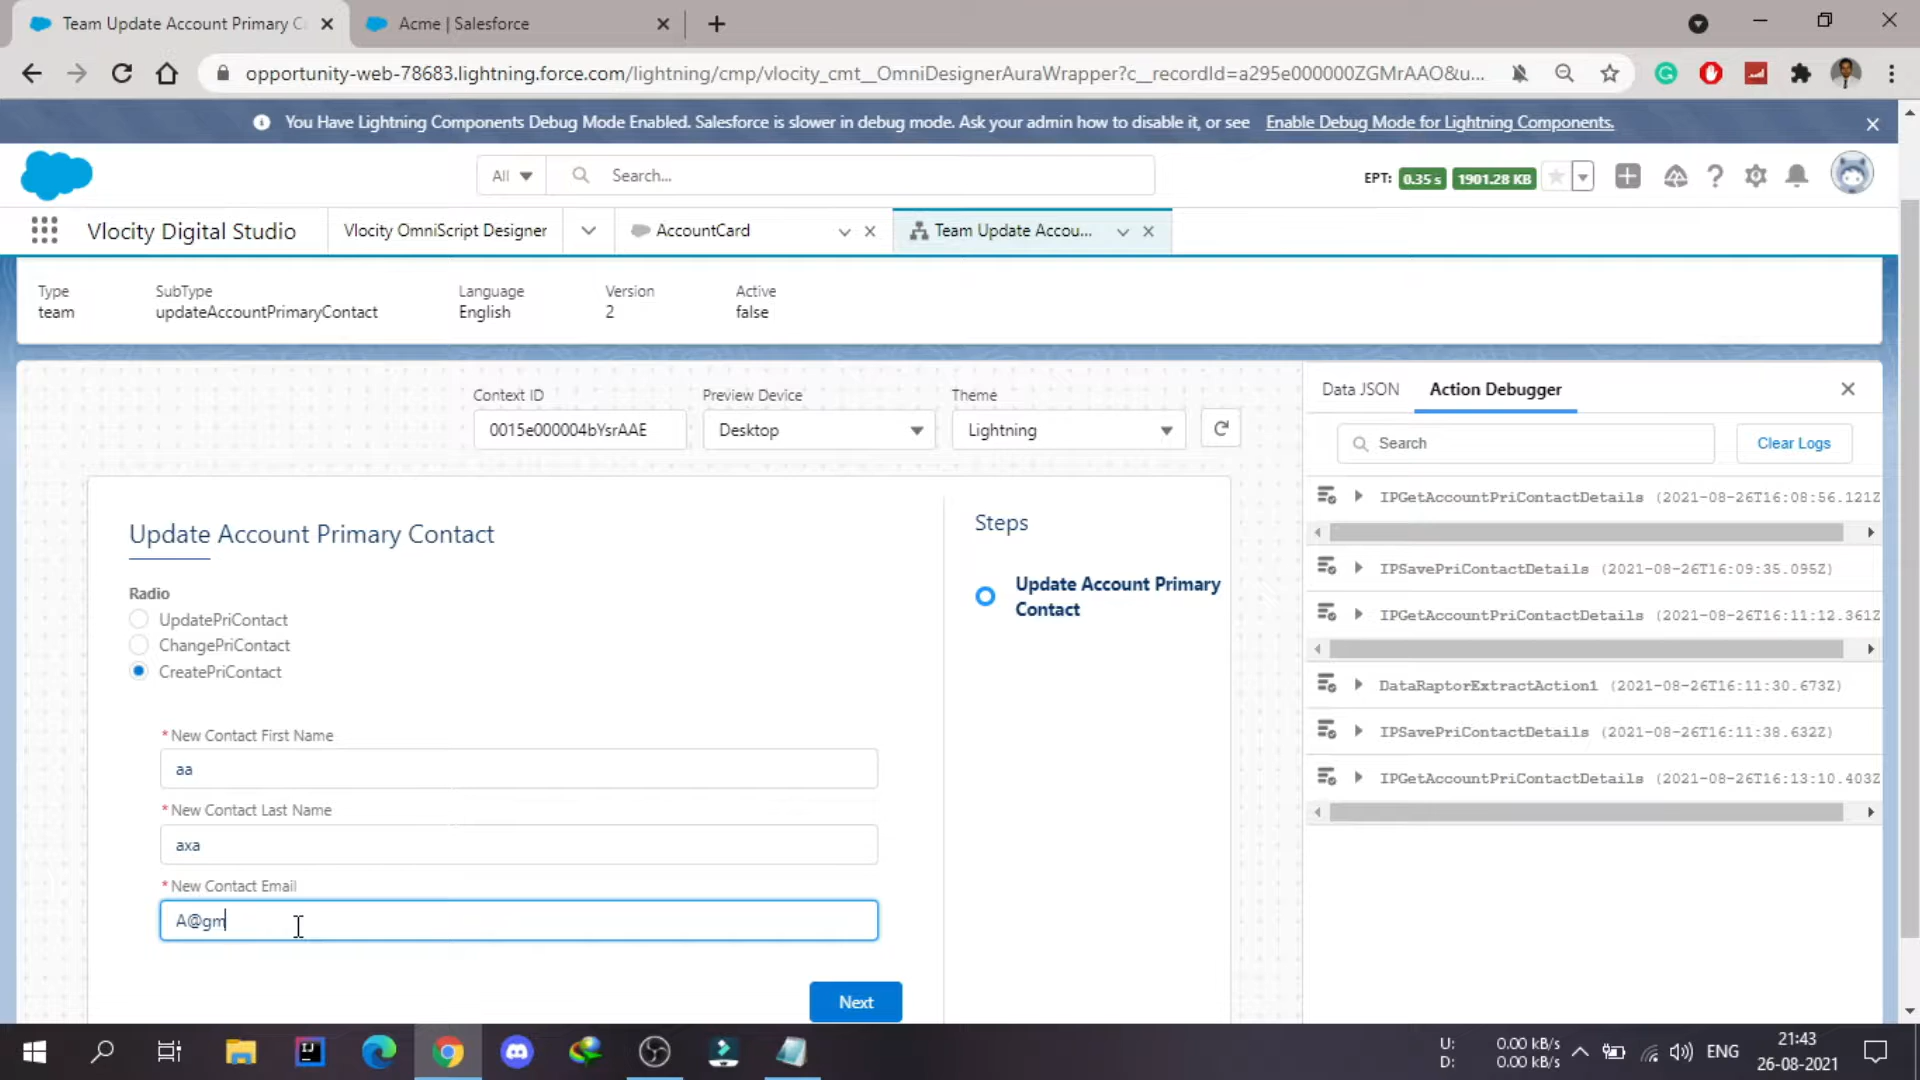 Team Update Account Primary C
Acme | Salesforce
opportunity-web-78683.lightning.force.com/lightning/cmp/vlocity_cmt__OmniDesignerAuraWrapper?c__recordId=a295e000000ZGMrAAO&u...
You Have Lightning Components Debug Mode Enabled. Salesforce is slower in debug mode. Ask your admin how to disable it, or see Enable Debug Mode for Lightning Components.
All
Search...
EPT: 0.35 s 1901.28 KB
Vlocity Digital Studio
Vlocity OmniScript Designer
AccountCard
Team Update Accou...
Type
team
SubType
updateAccountPrimaryContact
Language
English
Version
2
Active
false
Context ID
0015e000004bYsrAAE
Preview Device
Desktop
Theme
Lightning
Update Account Primary Contact
Radio
UpdatePriContact
ChangePriContact
CreatePriContact
*New Contact First Name
aa
*New Contact Last Name
axa
*New Contact Email
A@gm
Next
Steps
Update Account Primary
Contact
Data JSON
Action Debugger
Search
Clear Logs
IPGetAccountPriContactDetails (2021-08-26T16:08:56.121Z
IPSavePriContactDetails (2021-08-26T16:09:35.095Z)
IPGetAccountPriContactDetails (2021-08-26T16:11:12.361Z
DataRaptorExtractAction1 (2021-08-26T16:11:30.673Z)
IPSavePriContactDetails (2021-08-26T16:11:38.632Z)
IPGetAccountPriContactDetails (2021-08-26T16:13:10.403Z
U: 0.00 kB/s
D: 0.00 kB/s
ENG
21:43
26-08-2021